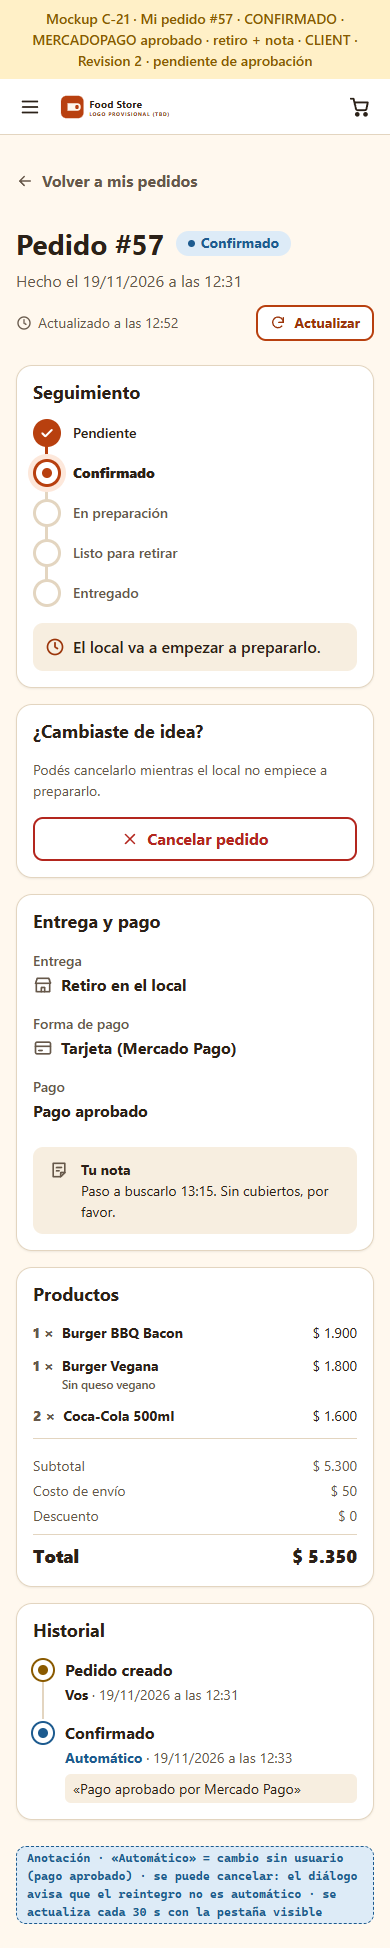 Mockup C-21 · Mi pedido #57 · CONFIRMADO ·
MERCADOPAGO aprobado · retiro + nota · CLIENT ·
Revision 2 · pendiente de aprobación
Food Store
LOGO PROVISIONAL (TBD)
Volver a mis pedidos
Pedido #57
Confirmado
Hecho el 19/11/2026 a las 12:31
Actualizado a las 12:52
Actualizar
Seguimiento
Pendiente
Confirmado
En preparación
Listo para retirar
Entregado
El local va a empezar a prepararlo.
¿Cambiaste de idea?
Podés cancelarlo mientras el local no empiece a
prepararlo.
Cancelar pedido
Entrega y pago
Entrega
Retiro en el local
Forma de pago
Tarjeta (Mercado Pago)
Pago
Pago aprobado
Tu nota
Paso a buscarlo 13:15. Sin cubiertos, por
favor.
Productos
1 × Burger BBQ Bacon $ 1.900
1 × Burger Vegana $ 1.800
Sin queso vegano
2 × Coca-Cola 500ml $ 1.600
Subtotal $ 5.300
Costo de envío $ 50
Descuento $ 0
Total $ 5.350
Historial
Pedido creado
Vos · 19/11/2026 a las 12:31
Confirmado
Automático · 19/11/2026 a las 12:33
«Pago aprobado por Mercado Pago»
Anotación · «Automático» = cambio sin usuario
(pago aprobado) · se puede cancelar: el diálogo
avisa que el reintegro no es automático · se
actualiza cada 30 s con la pestaña visible